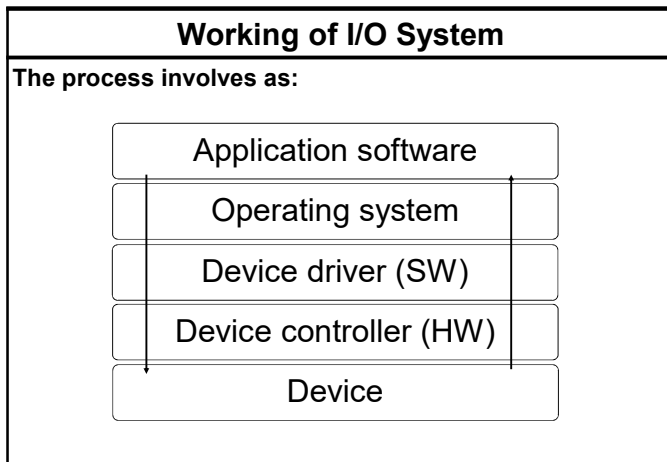 Working of I/O System
The process involves as:
Application software
Operating system
Device driver (SW)
Device controller (HW)
Device